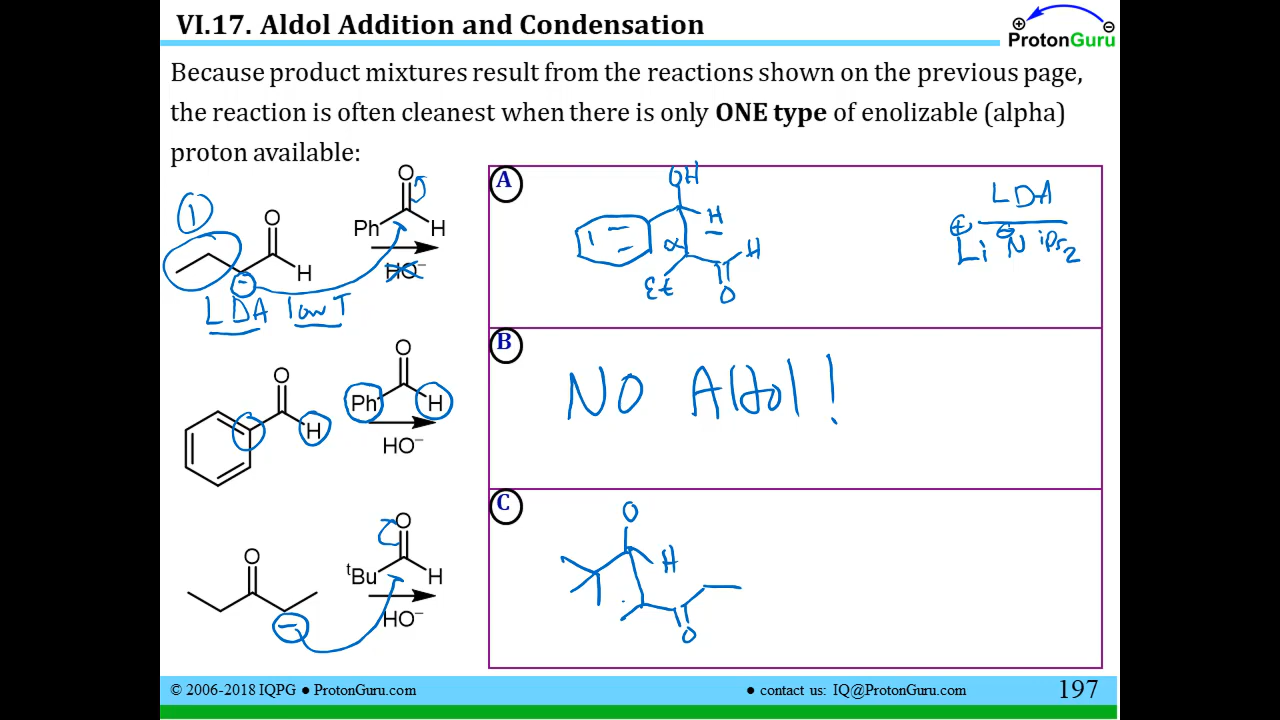 VI.17. Aldol Addition and Condensation
⊕ ⊖
ProtonGuru
Because product mixtures result from the reactions shown on the previous page,
the reaction is often cleanest when there is only ONE type of enolizable (alpha)
proton available:
1
O
H
LDA low T
O
Ph H
HO⁻
A
OH
H
α
H
Et
O
LDA
⊕ ⊖
Li N iPr₂
O
H
O
Ph H
HO⁻
B
NO Aldol!
O
O
ᵗBu H
HO⁻
C
O
H
O
© 2006-2018 IQPG ● ProtonGuru.com
● contact us: IQ@ProtonGuru.com
197